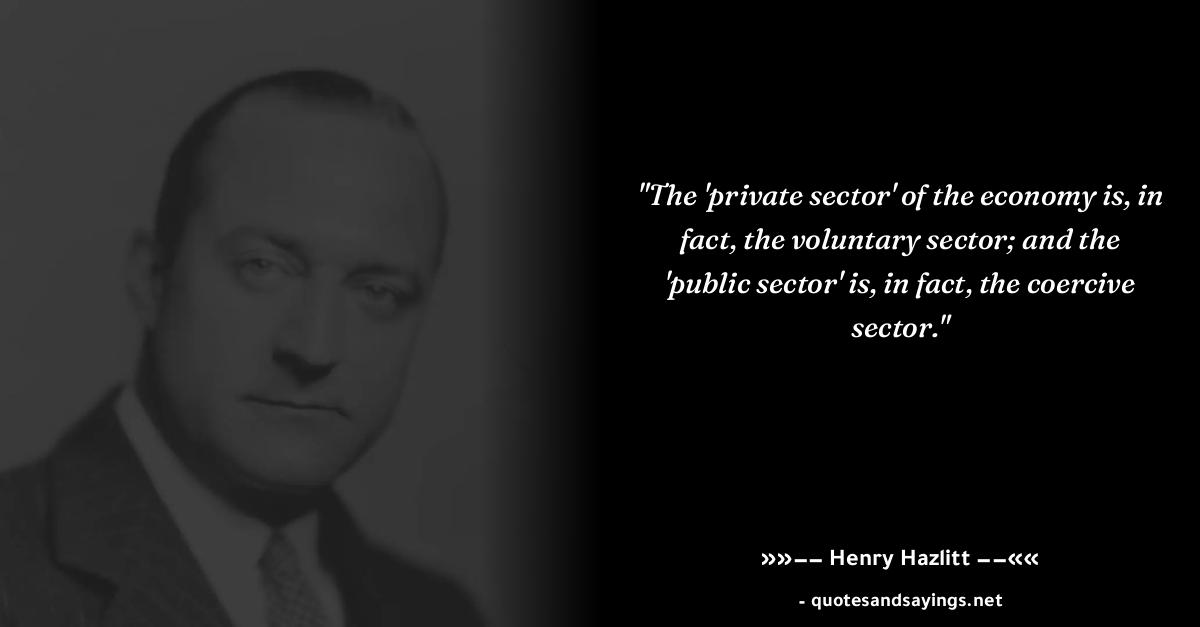 "The 'private sector' of the economy is, in
fact, the voluntary sector; and the
'public sector' is, in fact, the coercive
sector."
»»–– Henry Hazlitt ––««
- quotesandsayings.net